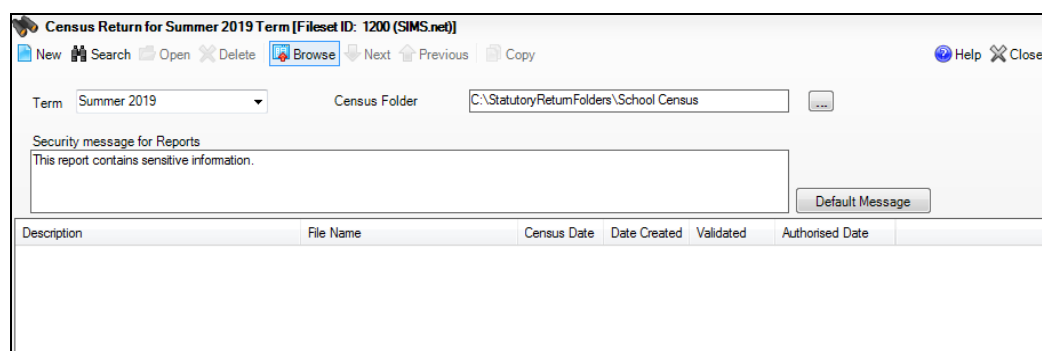 Census Return for Summer 2019 Term [Fileset ID: 1200 (SIMS.net)]
New Search Open Delete Browse Next Previous Copy Help Close
Term Summer 2019 Census Folder C:\StatutoryReturnFolders\School Census ...
Security message for Reports
This report contains sensitive information.
Default Message
Description File Name Census Date Date Created Validated Authorised Date